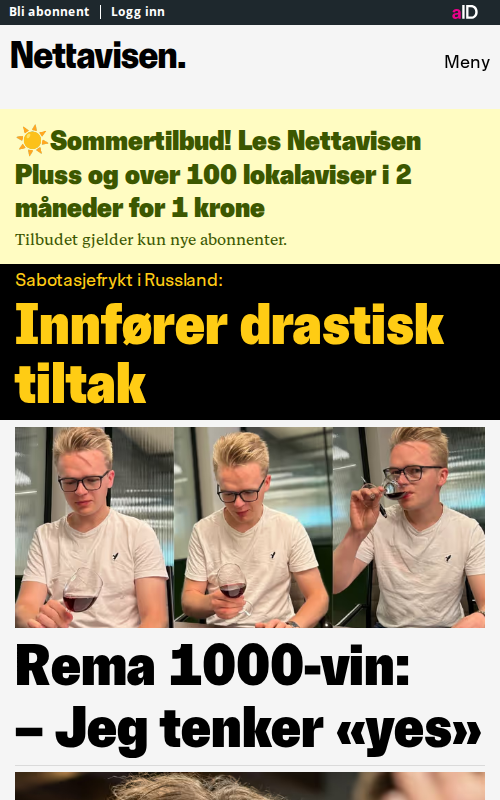 Bli abonnent | Logg inn
aID
Nettavisen.
Meny
☀️Sommertilbud! Les Nettavisen
Pluss og over 100 lokalaviser i 2
måneder for 1 krone
Tilbudet gjelder kun nye abonnenter.
Sabotasjefrykt i Russland:
Innfører drastisk
tiltak
Rema 1000-vin:
– Jeg tenker «yes»